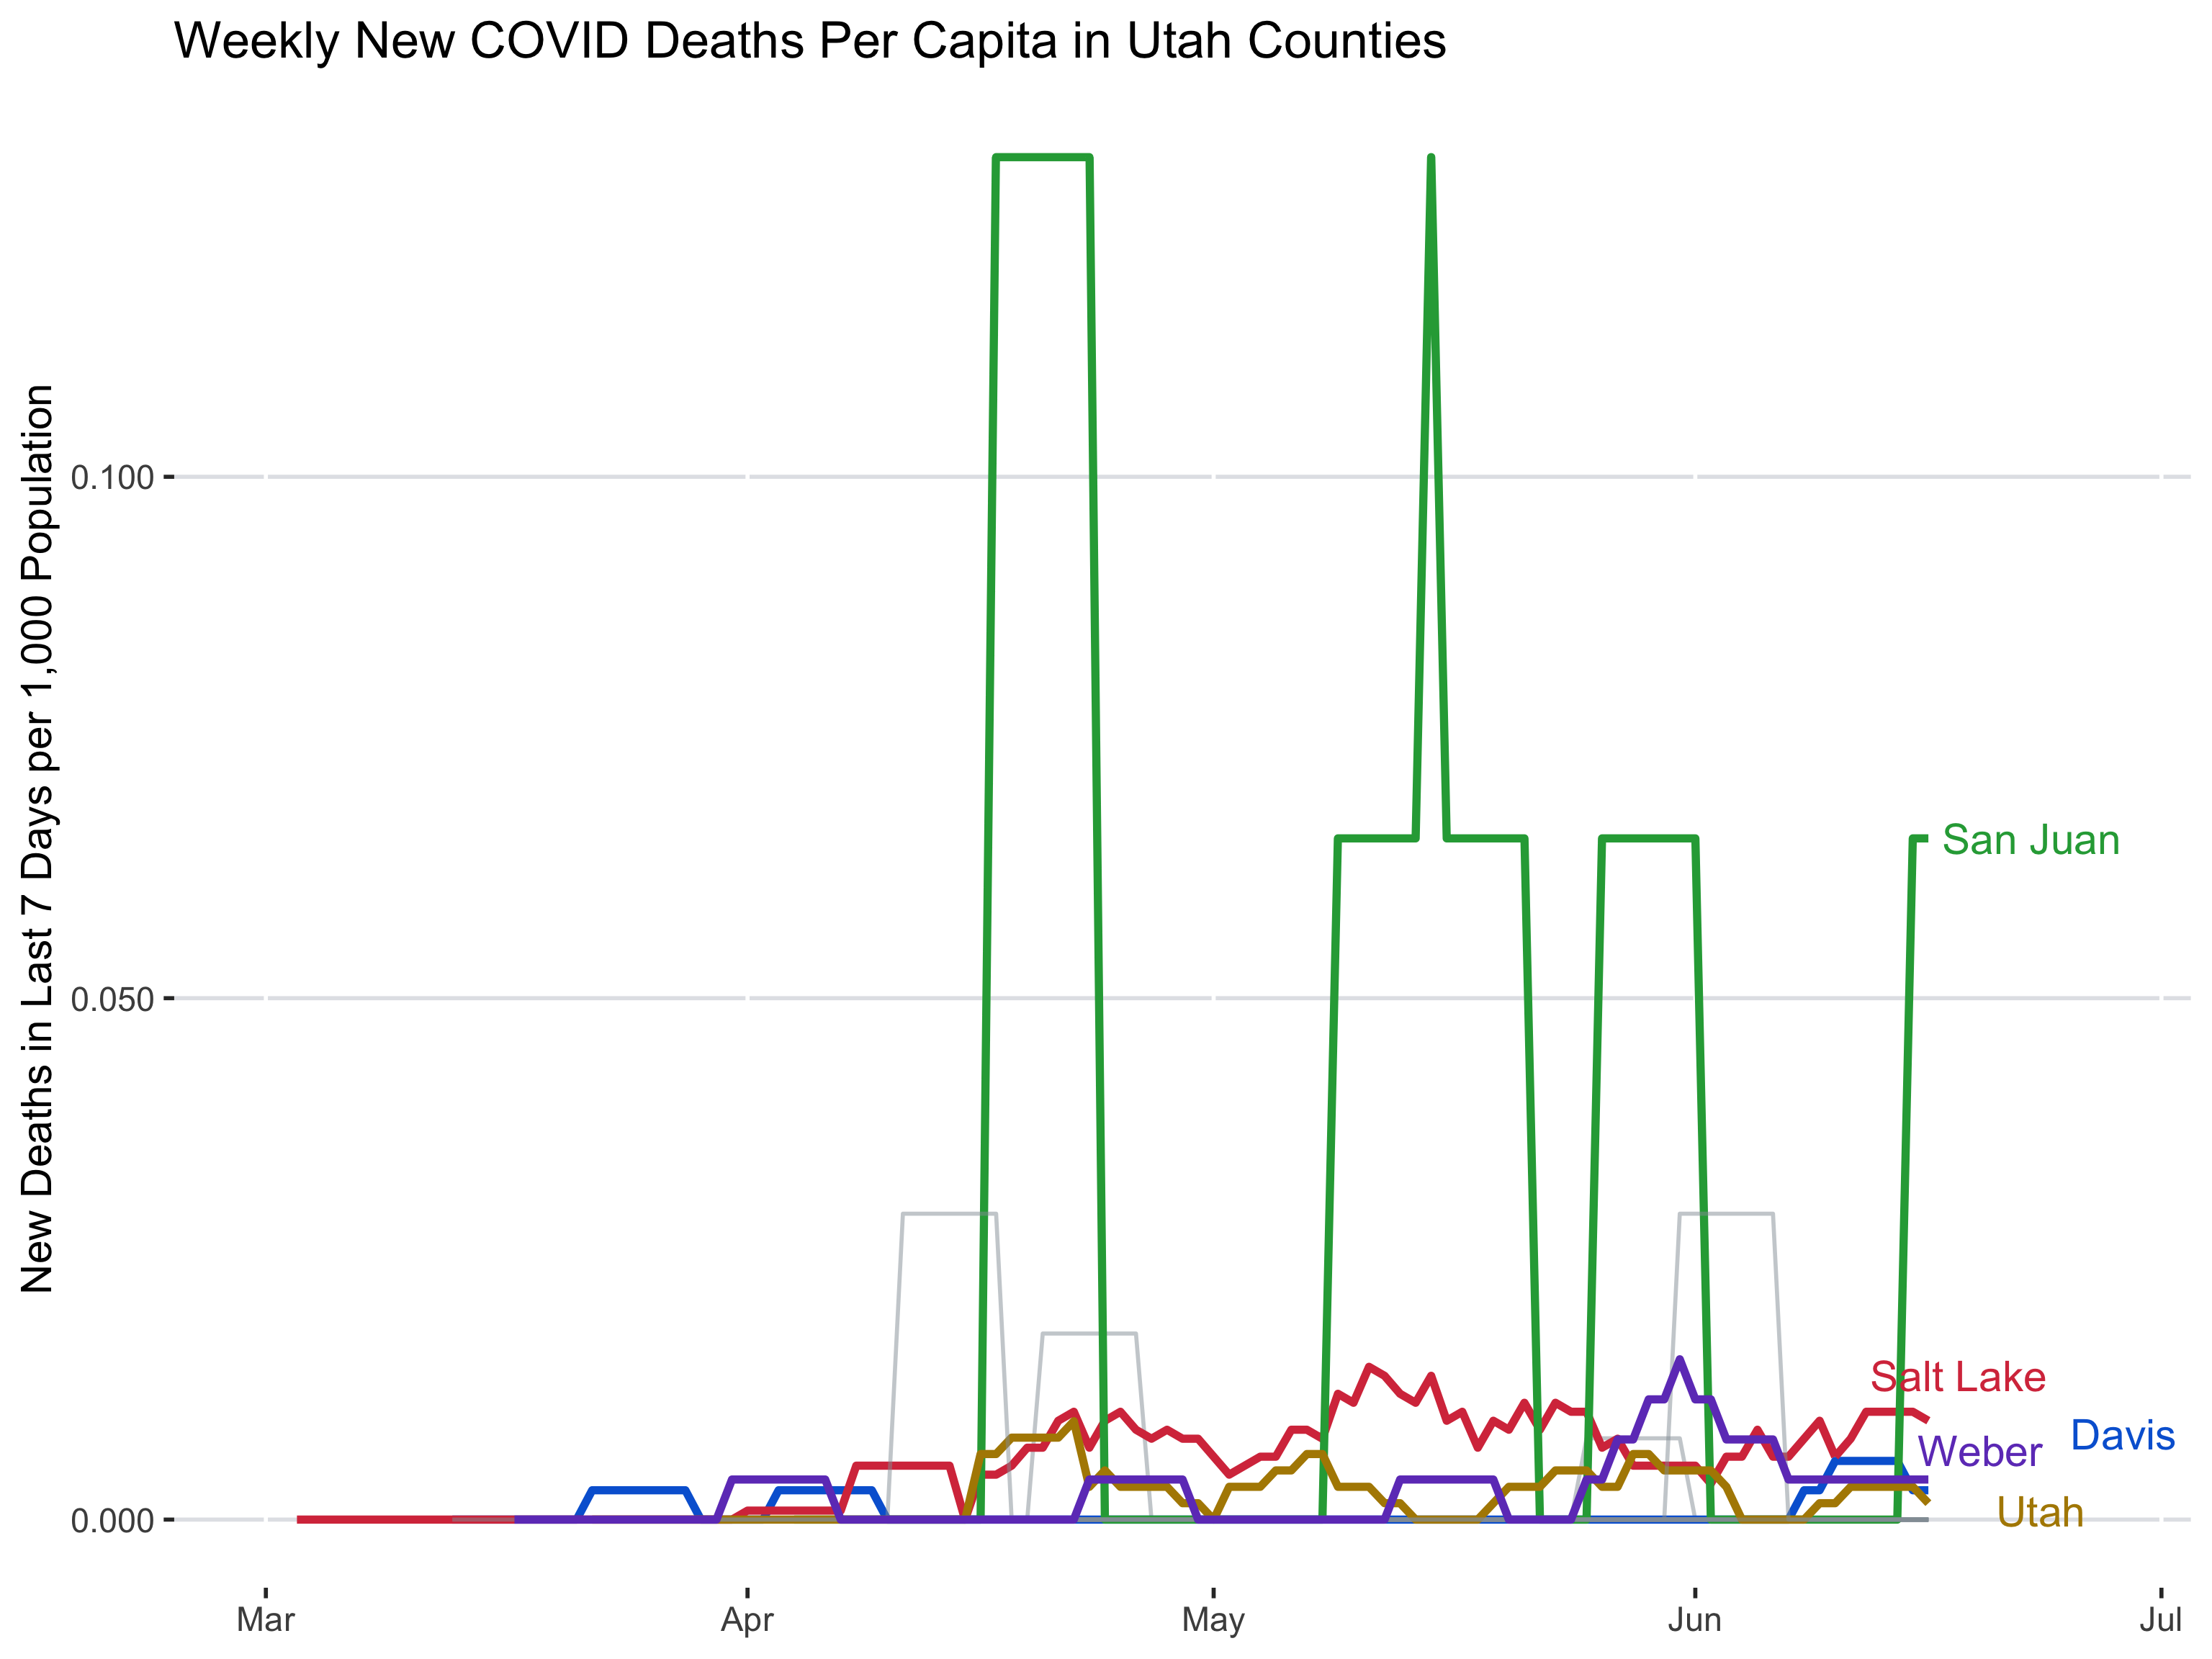 Weekly New COVID Deaths Per Capita in Utah Counties
New Deaths in Last 7 Days per 1,000 Population
0.100
0.050
0.000
San Juan
Salt Lake
Davis
Weber
Utah
Mar
Apr
May
Jun
Jul